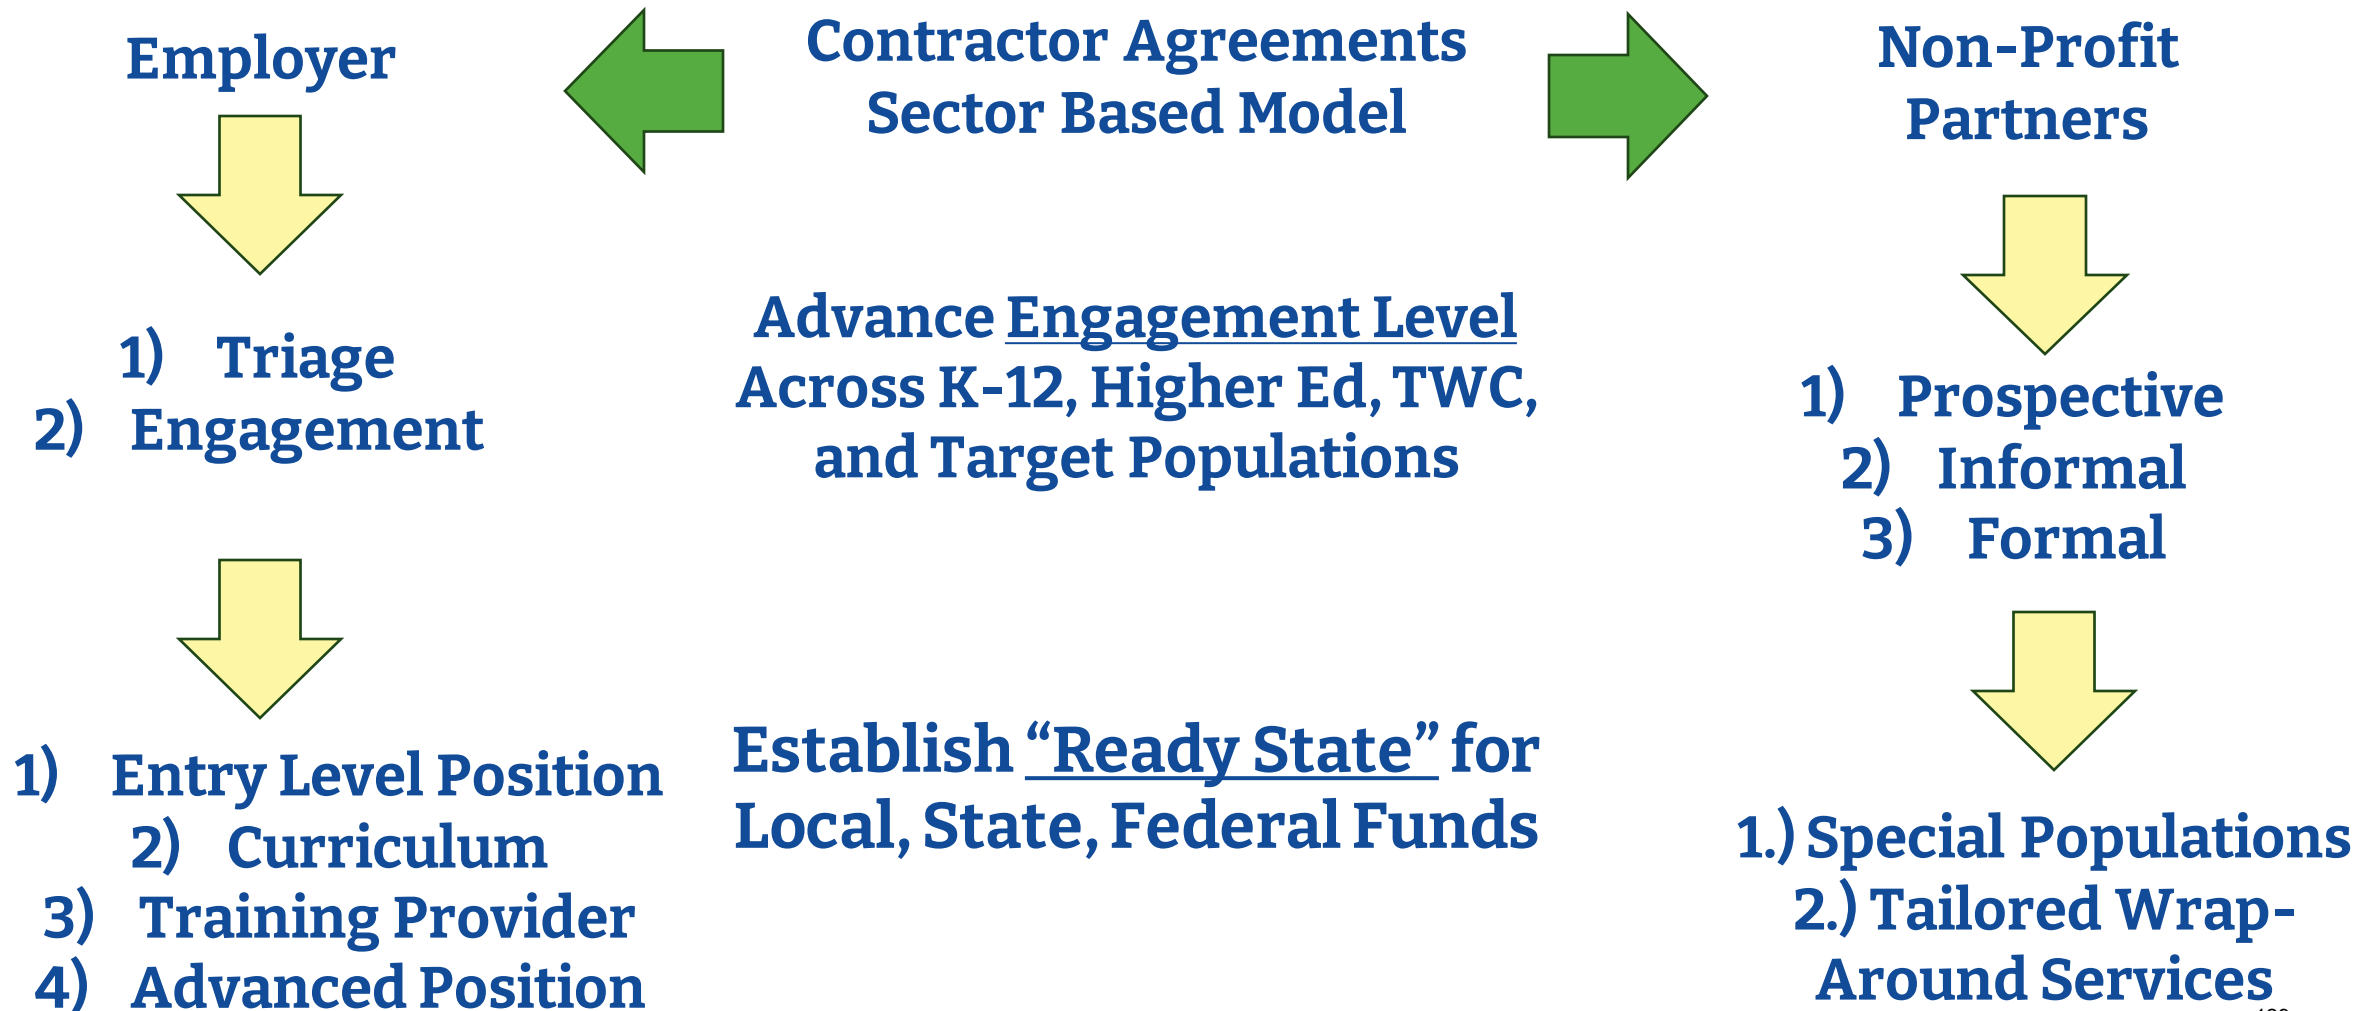 Employer
Contractor Agreements
Sector Based Model
Non-Profit
Partners
1) Triage
2) Engagement
Advance Engagement Level
Across K-12, Higher Ed, TWC,
and Target Populations
1) Prospective
2) Informal
3) Formal
1) Entry Level Position
2) Curriculum
3) Training Provider
4) Advanced Position
Establish “Ready State” for
Local, State, Federal Funds
1.) Special Populations
2.) Tailored Wrap-
Around Services